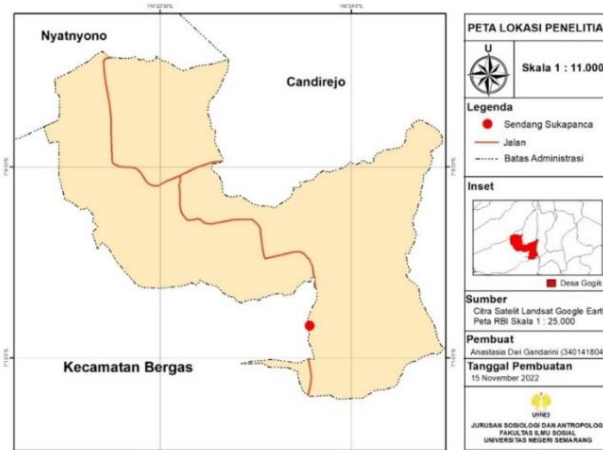 Nyatnyono
Candirejo
Kecamatan Bergas
PETA LOKASI PENELITIA
U
Skala 1 : 11.000
Legenda
Sendang Sukapanca
Jalan
Batas Administrasi
Inset
Desa Gogik
Sumber
Citra Satelit Landsat Google Eart
Peta RBI Skala 1 : 25.000
Pembuat
Anastasia Dwi Gandarini (340141804
Tanggal Pembuatan
15 November 2022
UNNES
JURUSAN SOSIOLOGI DAN ANTROPOLOG
FAKULTAS ILMU SOSIAL
UNIVERSITAS NEGERI SEMARANG